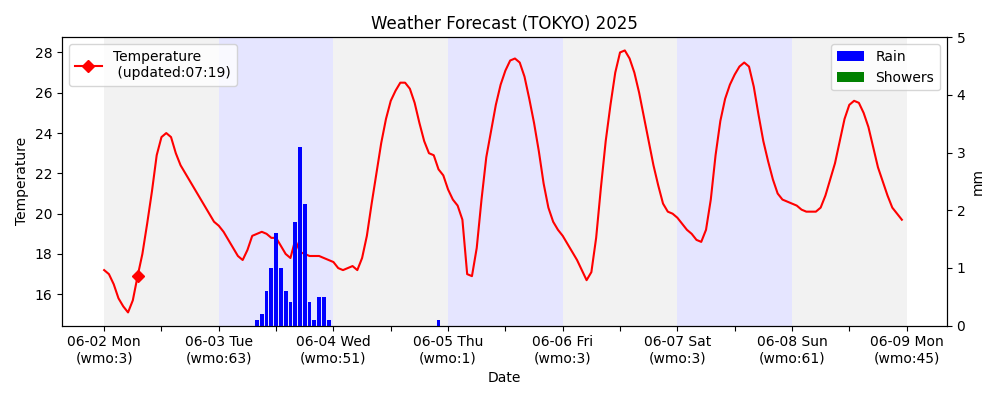 Weather Forecast (TOKYO) 2025
Temperature
(updated:07:19)
Rain
Showers
Temperature
28
26
24
22
20
18
16
5
4
3
2
1
0
mm
06-02 Mon
(wmo:3)
06-03 Tue
(wmo:63)
06-04 Wed
(wmo:51)
06-05 Thu
(wmo:1)
06-06 Fri
(wmo:3)
06-07 Sat
(wmo:3)
06-08 Sun
(wmo:61)
06-09 Mon
(wmo:45)
Date